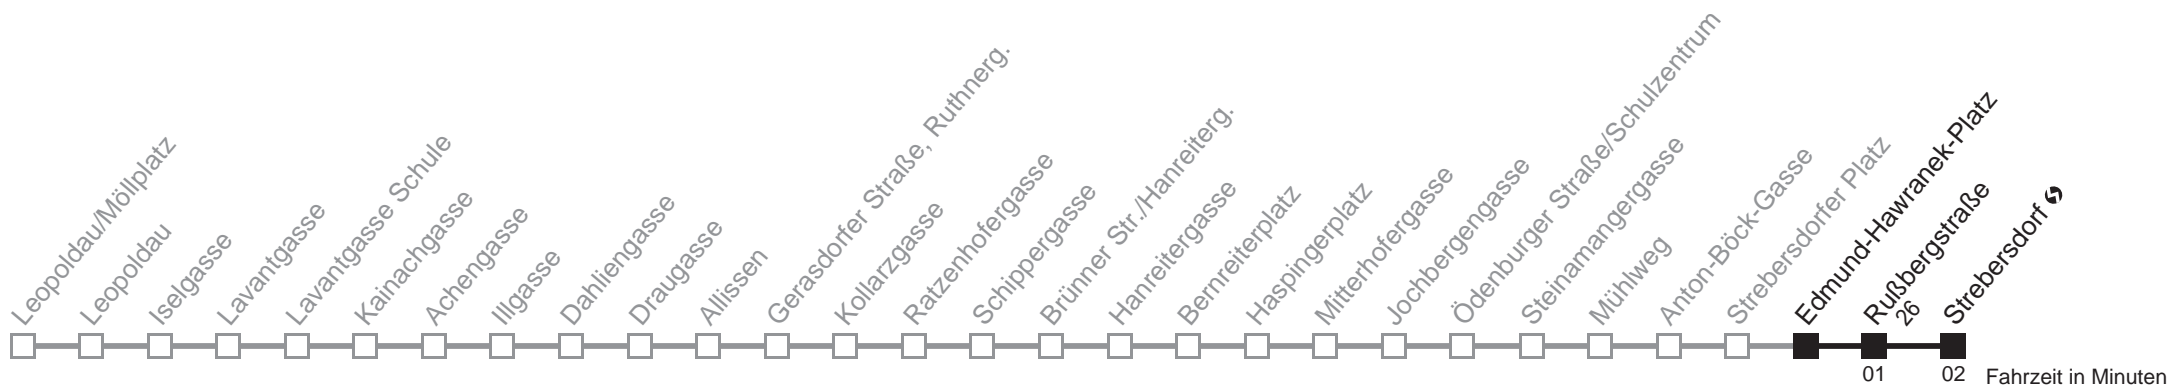 Leopoldau/Möllplatz
Leopoldau
Iselgasse
Lavantgasse
Lavantgasse Schule
Kainachgasse
Achengasse
Illgasse
Dahliengasse
Draugasse
Allissen
Gerasdorfer Straße, Ruthnerg.
Kollarzgasse
Ratzenhofergasse
Schippergasse
Brünner Str./Hanreiterg.
Hanreitergasse
Bernreiterplatz
Haspingerplatz
Mitterhofergasse
Jochbergengasse
Ödenburger Straße/Schulzentrum
Steinamangergasse
Mühlweg
Anton-Böck-Gasse
Strebersdorfer Platz
Edmund-Hawranek-Platz
Rußbergstraße
26
Strebersdorf
01
02
Fahrzeit in Minuten